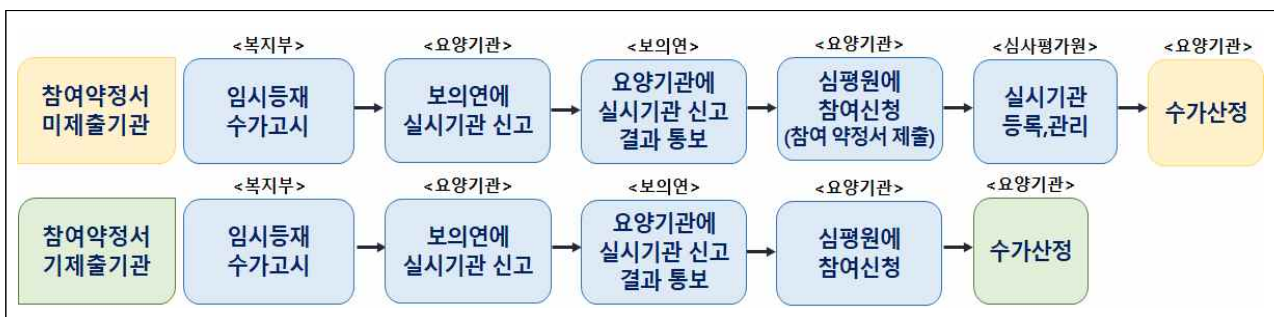 <복지부>
<요양기관>
<보의연>
<요양기관>
<심사평가원>
<요양기관>
참여약정서
미제출기관
임시등재
수가고시
보의연에
실시기관 신고
요양기관에
실시기관 신고
결과 통보
심평원에
참여신청
(참여 약정서 제출)
실시기관
등록,관리
수가산정
<복지부>
<요양기관>
<보의연>
<요양기관>
<요양기관>
참여약정서
기제출기관
임시등재
수가고시
보의연에
실시기관 신고
요양기관에
실시기관 신고
결과 통보
심평원에
참여신청
수가산정